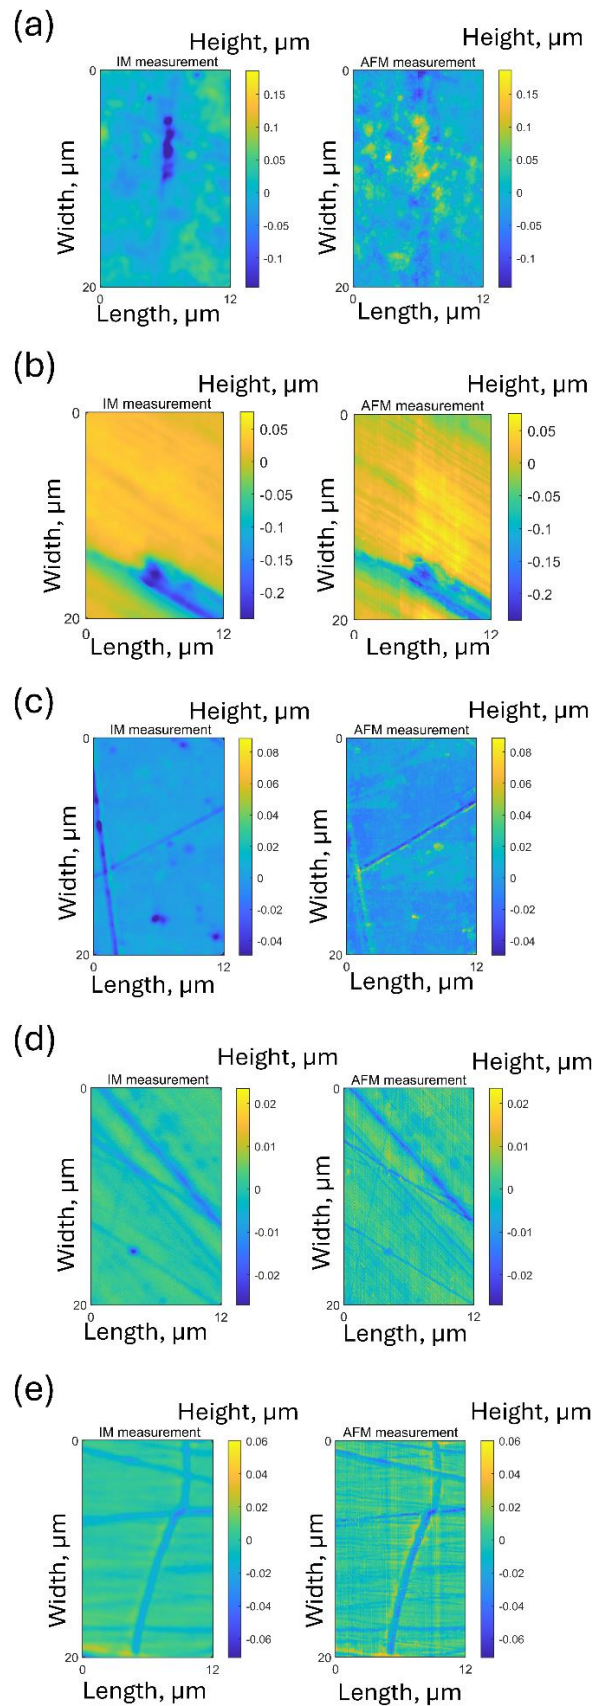 (a)
Height, µm Height, µm
IM measurement AFM measurement
0 0
0.15 0.15
0.1 0.1
0.05 0.05
0 0
-0.05 -0.05
-0.1 -0.1
Width, µm Width, µm
20 20
0 12 0 12
Length, µm Length, µm
(b)
Height, µm Height, µm
IM measurement AFM measurement
0 0
0.05 0.05
0 0
-0.05 -0.05
-0.1 -0.1
-0.15 -0.15
-0.2 -0.2
Width, µm Width, µm
20 20
0 12 0 12
Length, µm Length, µm
(c)
Height, µm Height, µm
IM measurement AFM measurement
0 0
0.08 0.08
0.06 0.06
0.04 0.04
0.02 0.02
0 0
-0.02 -0.02
-0.04 -0.04
Width, µm Width, µm
20 20
0 12 0 12
Length, µm Length, µm
(d)
Height, µm Height, µm
IM measurement AFM measurement
0 0
0.02 0.02
0.01 0.01
0 0
-0.01 -0.01
-0.02 -0.02
Width, µm Width, µm
20 20
0 12 0 12
Length, µm Length, µm
(e)
Height, µm Height, µm
IM measurement AFM measurement
0 0
0.06 0.06
0.04 0.04
0.02 0.02
0 0
-0.02 -0.02
-0.04 -0.04
-0.06 -0.06
Width, µm Width, µm
20 20
0 12 0 12
Length, µm Length, µm